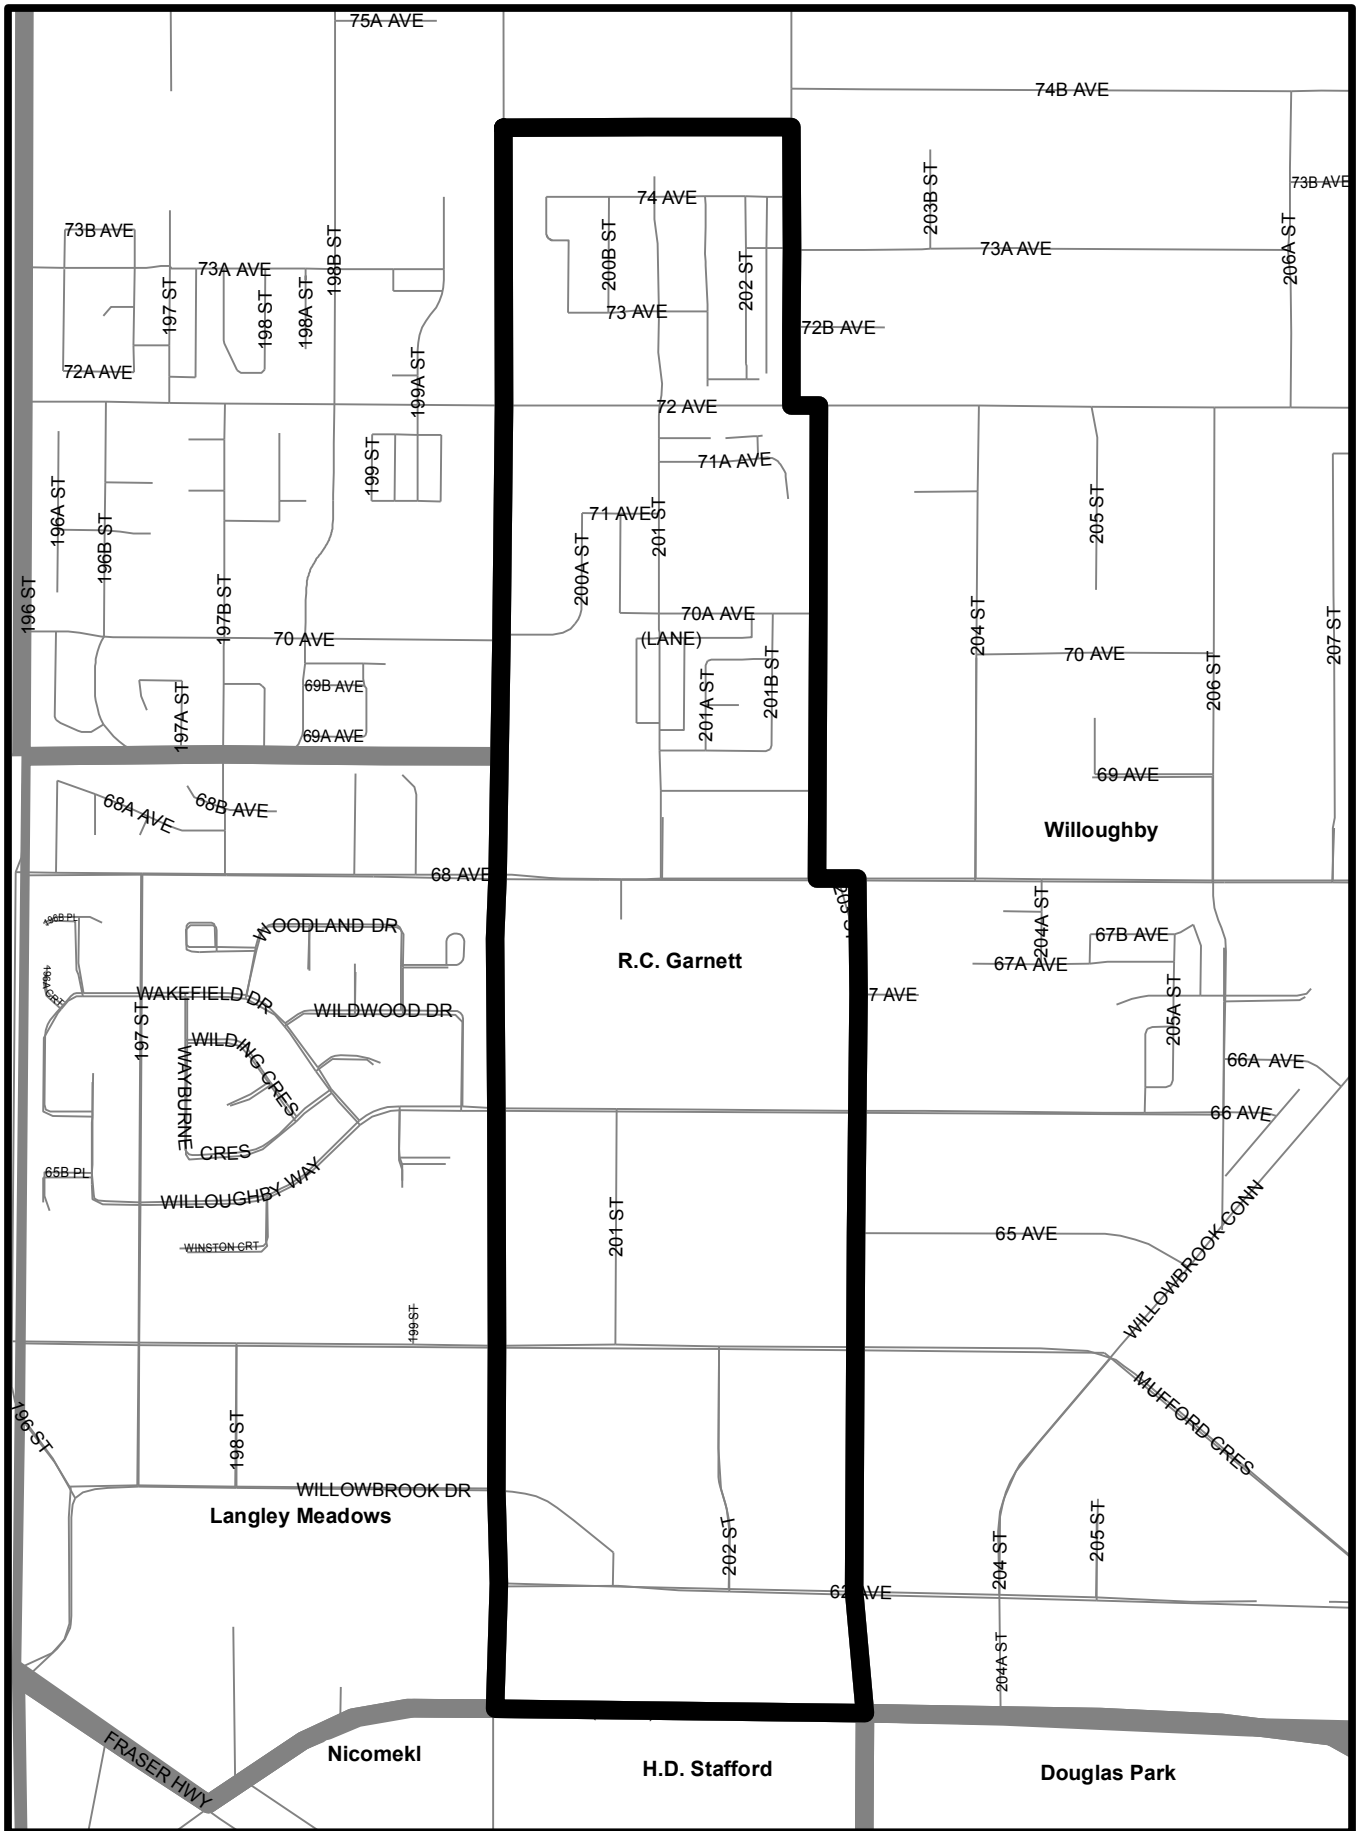 75A AVE
74B AVE
73B AVE
74 AVE
203B ST
200B ST
73B AVE
73A AVE
198B ST
202 ST
73A AVE
206A ST
197 ST
198 ST
198A ST
73 AVE
72B AVE
72A AVE
199A ST
72 AVE
199 ST
71A AVE
196A ST
196B ST
71 AVE
201 ST
205 ST
200A ST
196 ST
197B ST
70 AVE
70A AVE
(LANE)
204 ST
70 AVE
206 ST
207 ST
69B AVE
197A ST
201A ST
201B ST
69A AVE
69 AVE
68A AVE
68B AVE
Willoughby
68 AVE
196B PL
WOODLAND DR
204A ST
67B AVE
R.C. Garnett
67A AVE
196A CRT
WAKEFIELD DR
WILDWOOD DR
7 AVE
205A ST
197 ST
WILDING CRES
WAYBURNE
CRES
66A AVE
66 AVE
65B PL
WILLOUGHBY WAY
201 ST
65 AVE
WINSTON CRT
WILLOWBROOK CONN
199 ST
MUFFORD CRES
196 ST
198 ST
WILLOWBROOK DR
Langley Meadows
202 ST
204 ST
205 ST
62 AVE
204A ST
FRASER HWY
Nicomekl
H.D. Stafford
Douglas Park